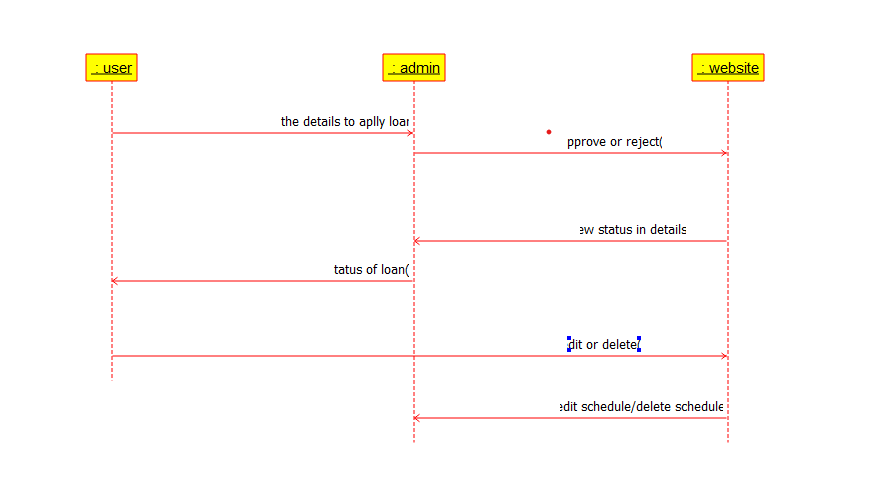 : user
: admin
: website
the details to aplly loan
pprove or reject(
ew status in details
tatus of loan(
dit or delete(
edit schedule/delete schedule